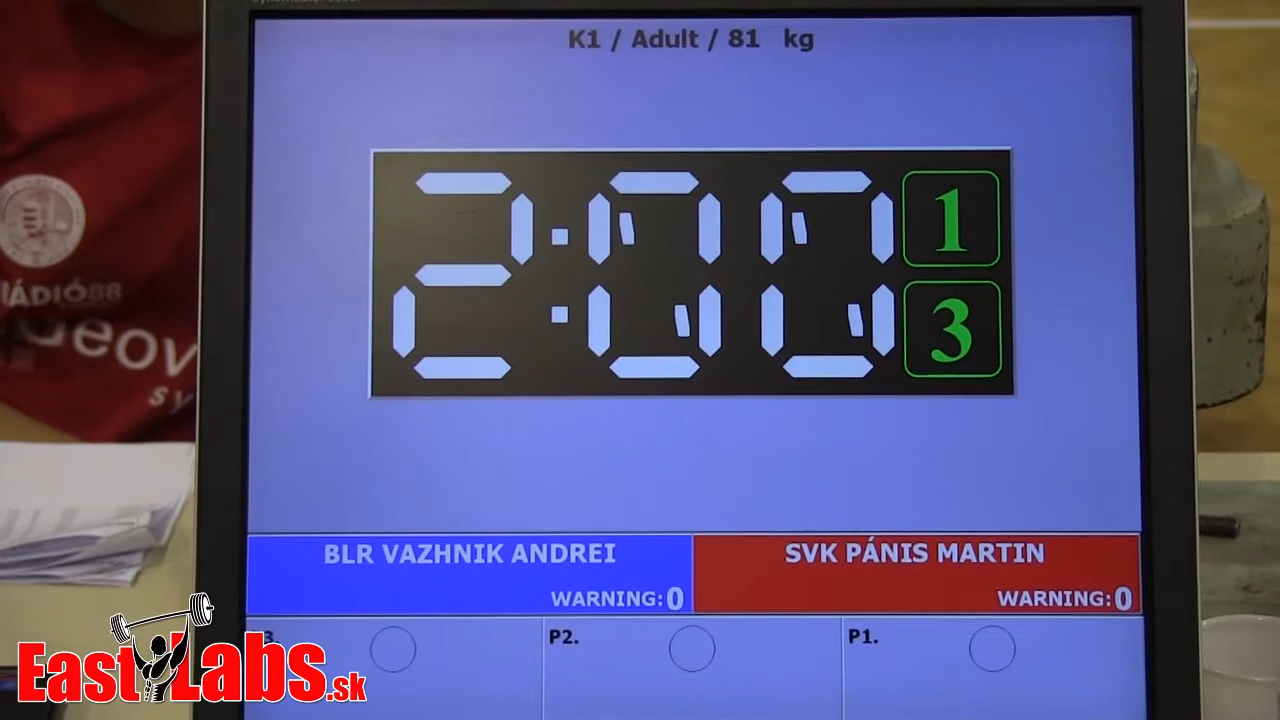 K1 / Adult / 81 kg
2:00
1
3
BLR VAZHNIK ANDREI
WARNING:0
SVK PÁNIS MARTIN
WARNING:0
3.
P2.
P1.
EastLabs.sk